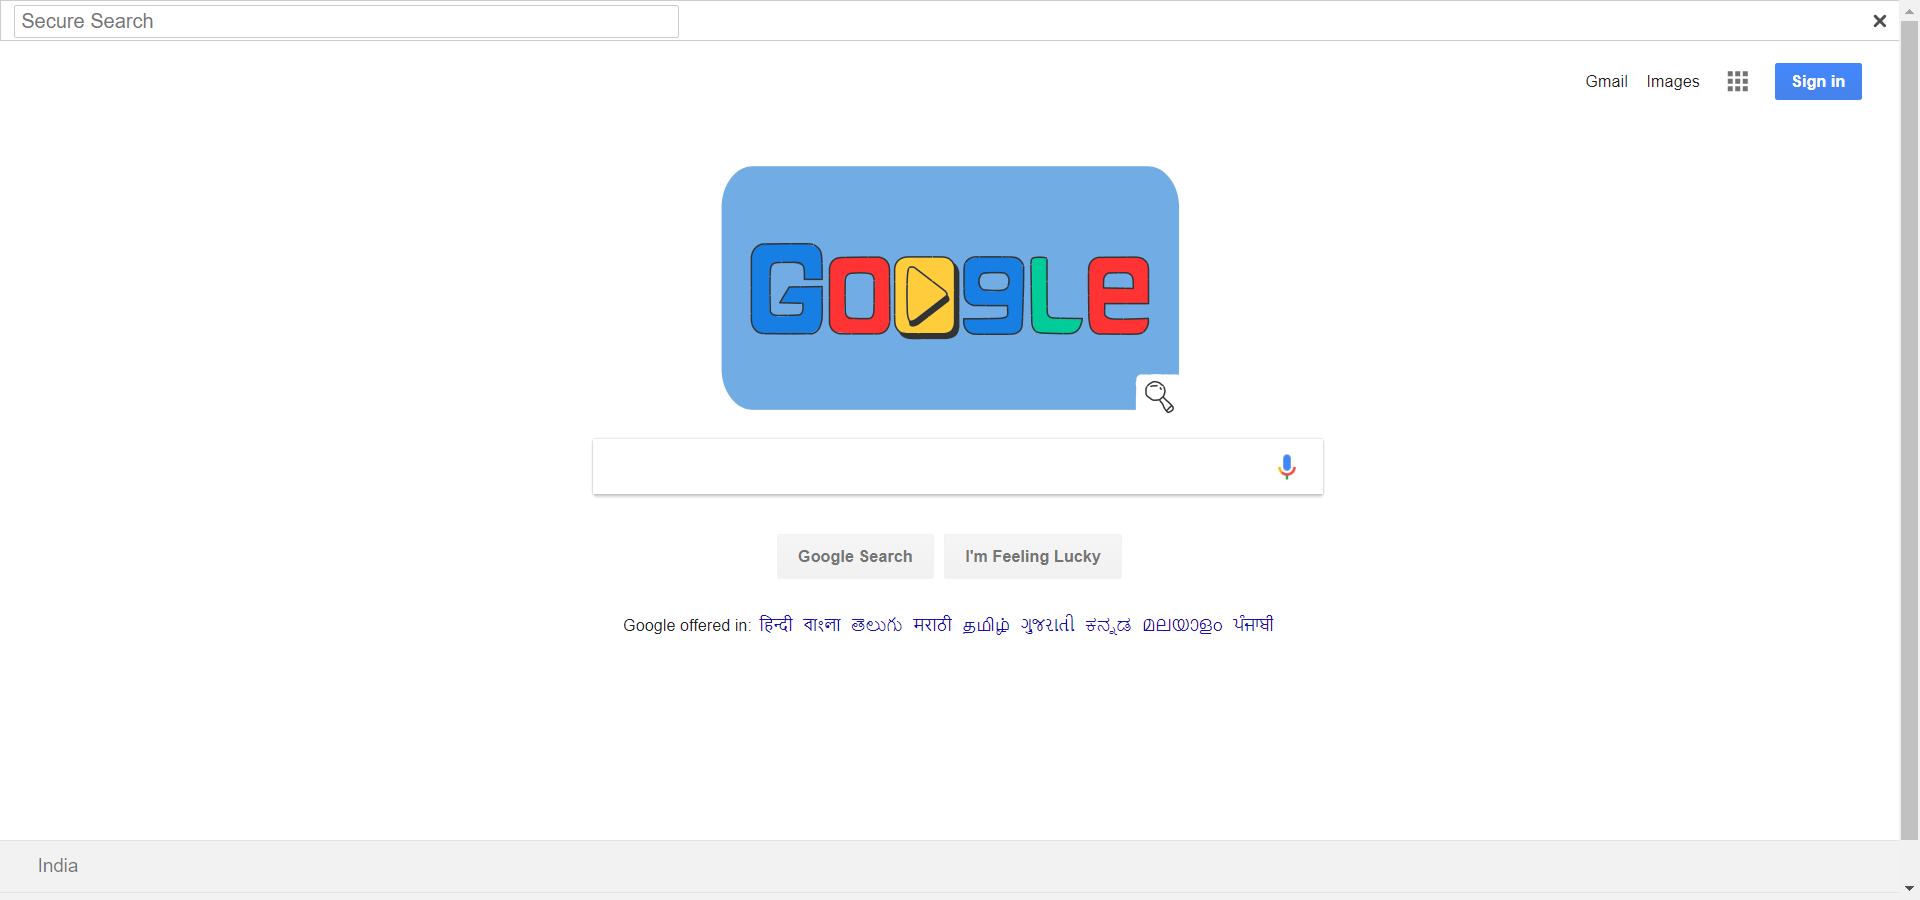 Secure Search
Gmail Images Sign in
Google
Google Search I'm Feeling Lucky
Google offered in: हिन्दी বাংলা తెలుగు मराठी தமிழ் ગુજરાતી ಕನ್ನಡ മലയാളം ਪੰਜਾਬੀ
India